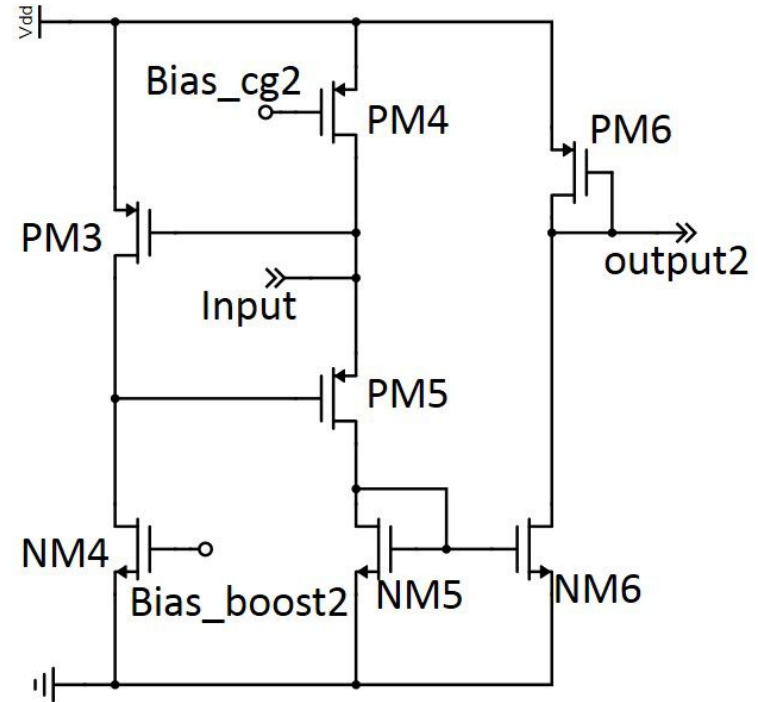 Vdd
Bias_cg2
PM4
PM6
PM3
output2
Input
PM5
NM4
Bias_boost2
NM5
NM6